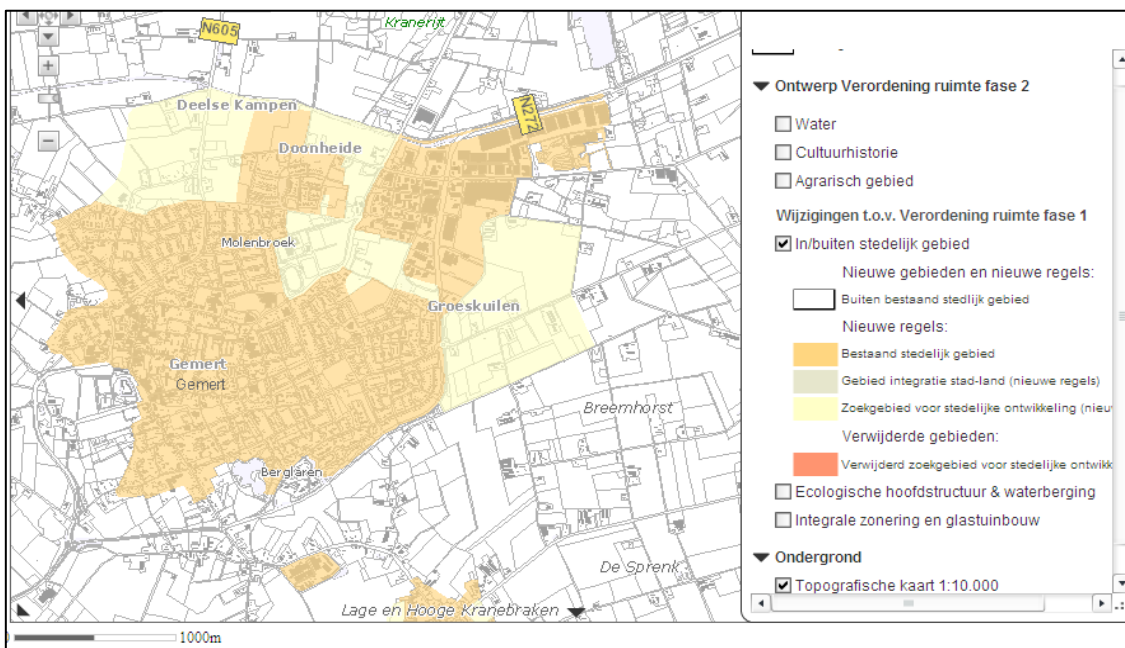 N605
Kranerijt
Deelse Kampen
N272
Doonheide
Molenbroek
Groeskuilen
Gemert
Gemert
Breemhorst
Berglaren
De Sprenk
Lage en Hooge Kranebraken
1000m
Ontwerp Verordening ruimte fase 2
Water
Cultuurhistorie
Agrarisch gebied
Wijzigingen t.o.v. Verordening ruimte fase 1
In/buiten stedelijk gebied
Nieuwe gebieden en nieuwe regels:
Buiten bestaand stedlijk gebied
Nieuwe regels:
Bestaand stedelijk gebied
Gebied integratie stad-land (nieuwe regels)
Zoekgebied voor stedelijke ontwikkeling (nieu
Verwijderde gebieden:
Verwijderd zoekgebied voor stedelijke ontwikk
Ecologische hoofdstructuur & waterberging
Integrale zonering en glastuinbouw
Ondergrond
Topografische kaart 1:10.000